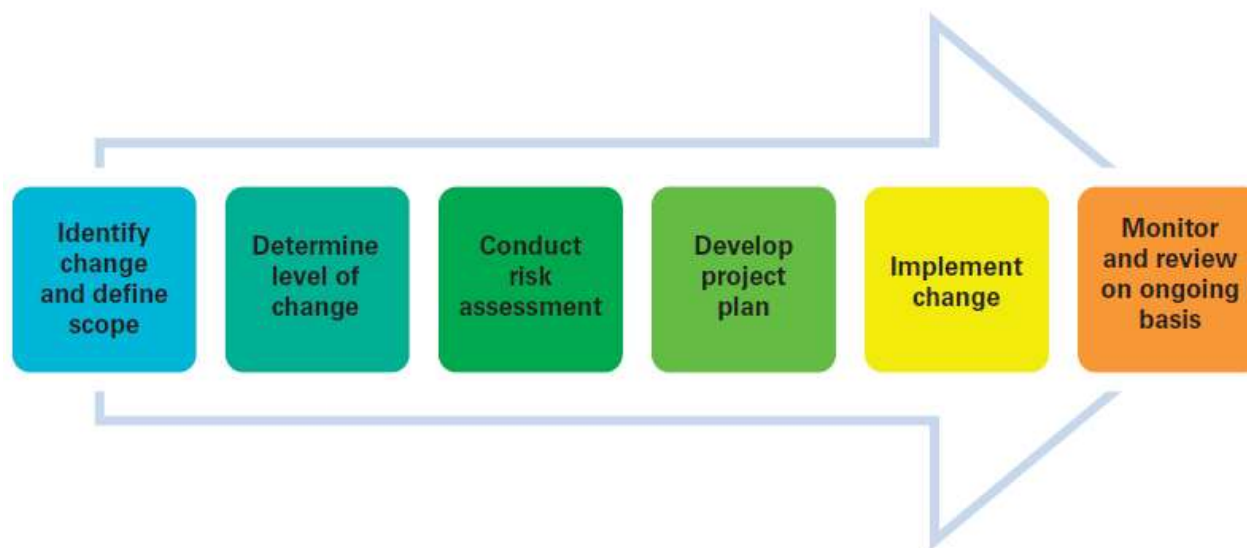 Identify
change
and define
scope
Determine
level of
change
Conduct
risk
assessment
Develop
project
plan
Implement
change
Monitor
and review
on ongoing
basis